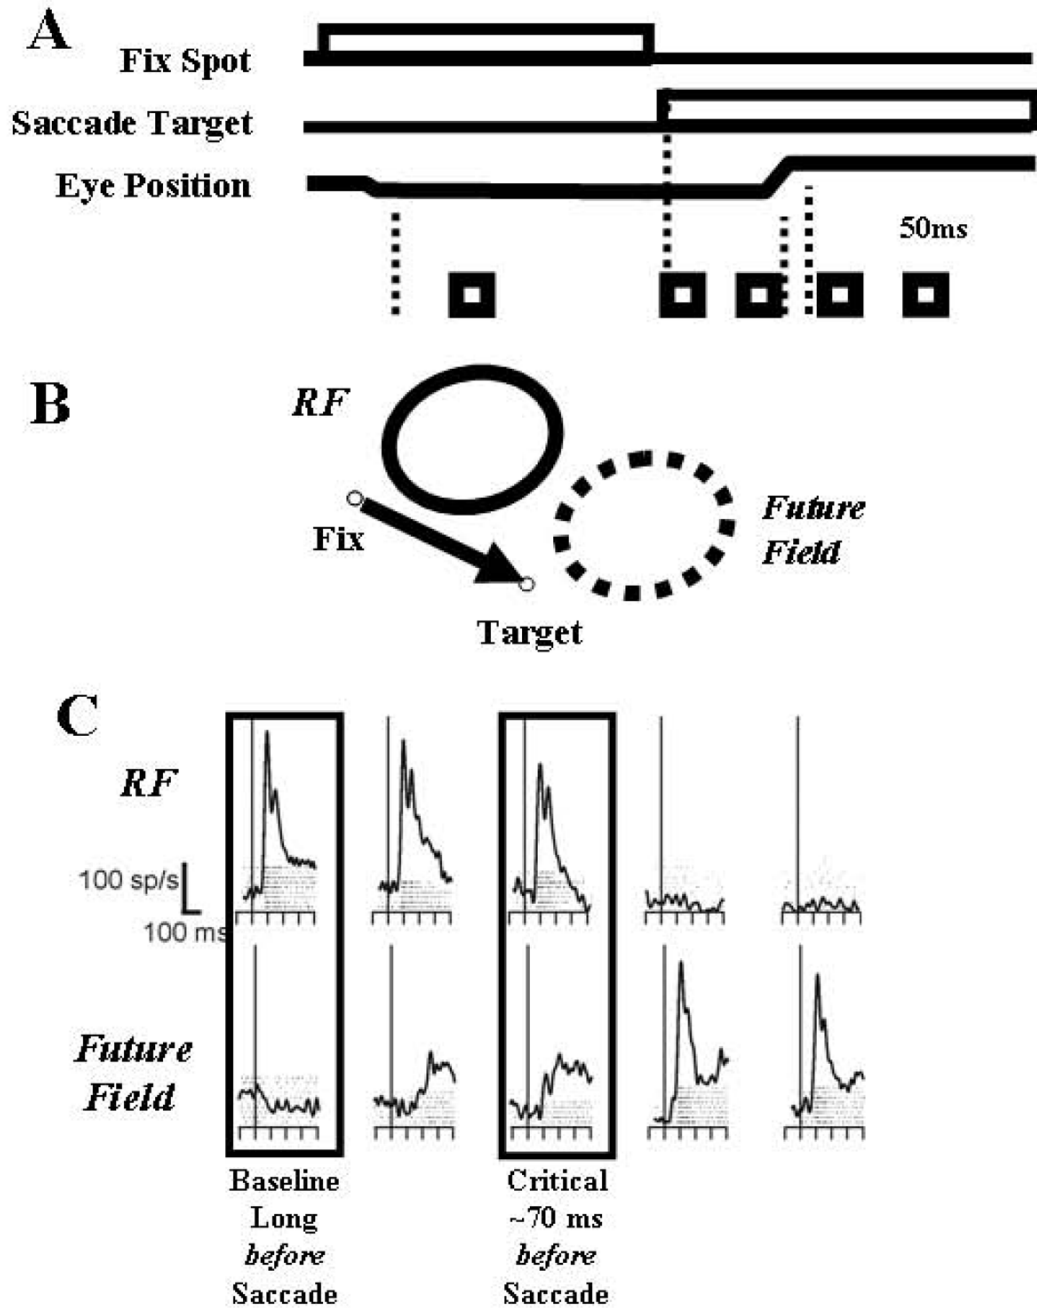 A
Fix Spot
Saccade Target
Eye Position
50ms
B
RF
Fix
Target
Future
Field
C
RF
100 sp/s
100 ms
Future
Field
Baseline
Long
before
Saccade
Critical
~70 ms
before
Saccade